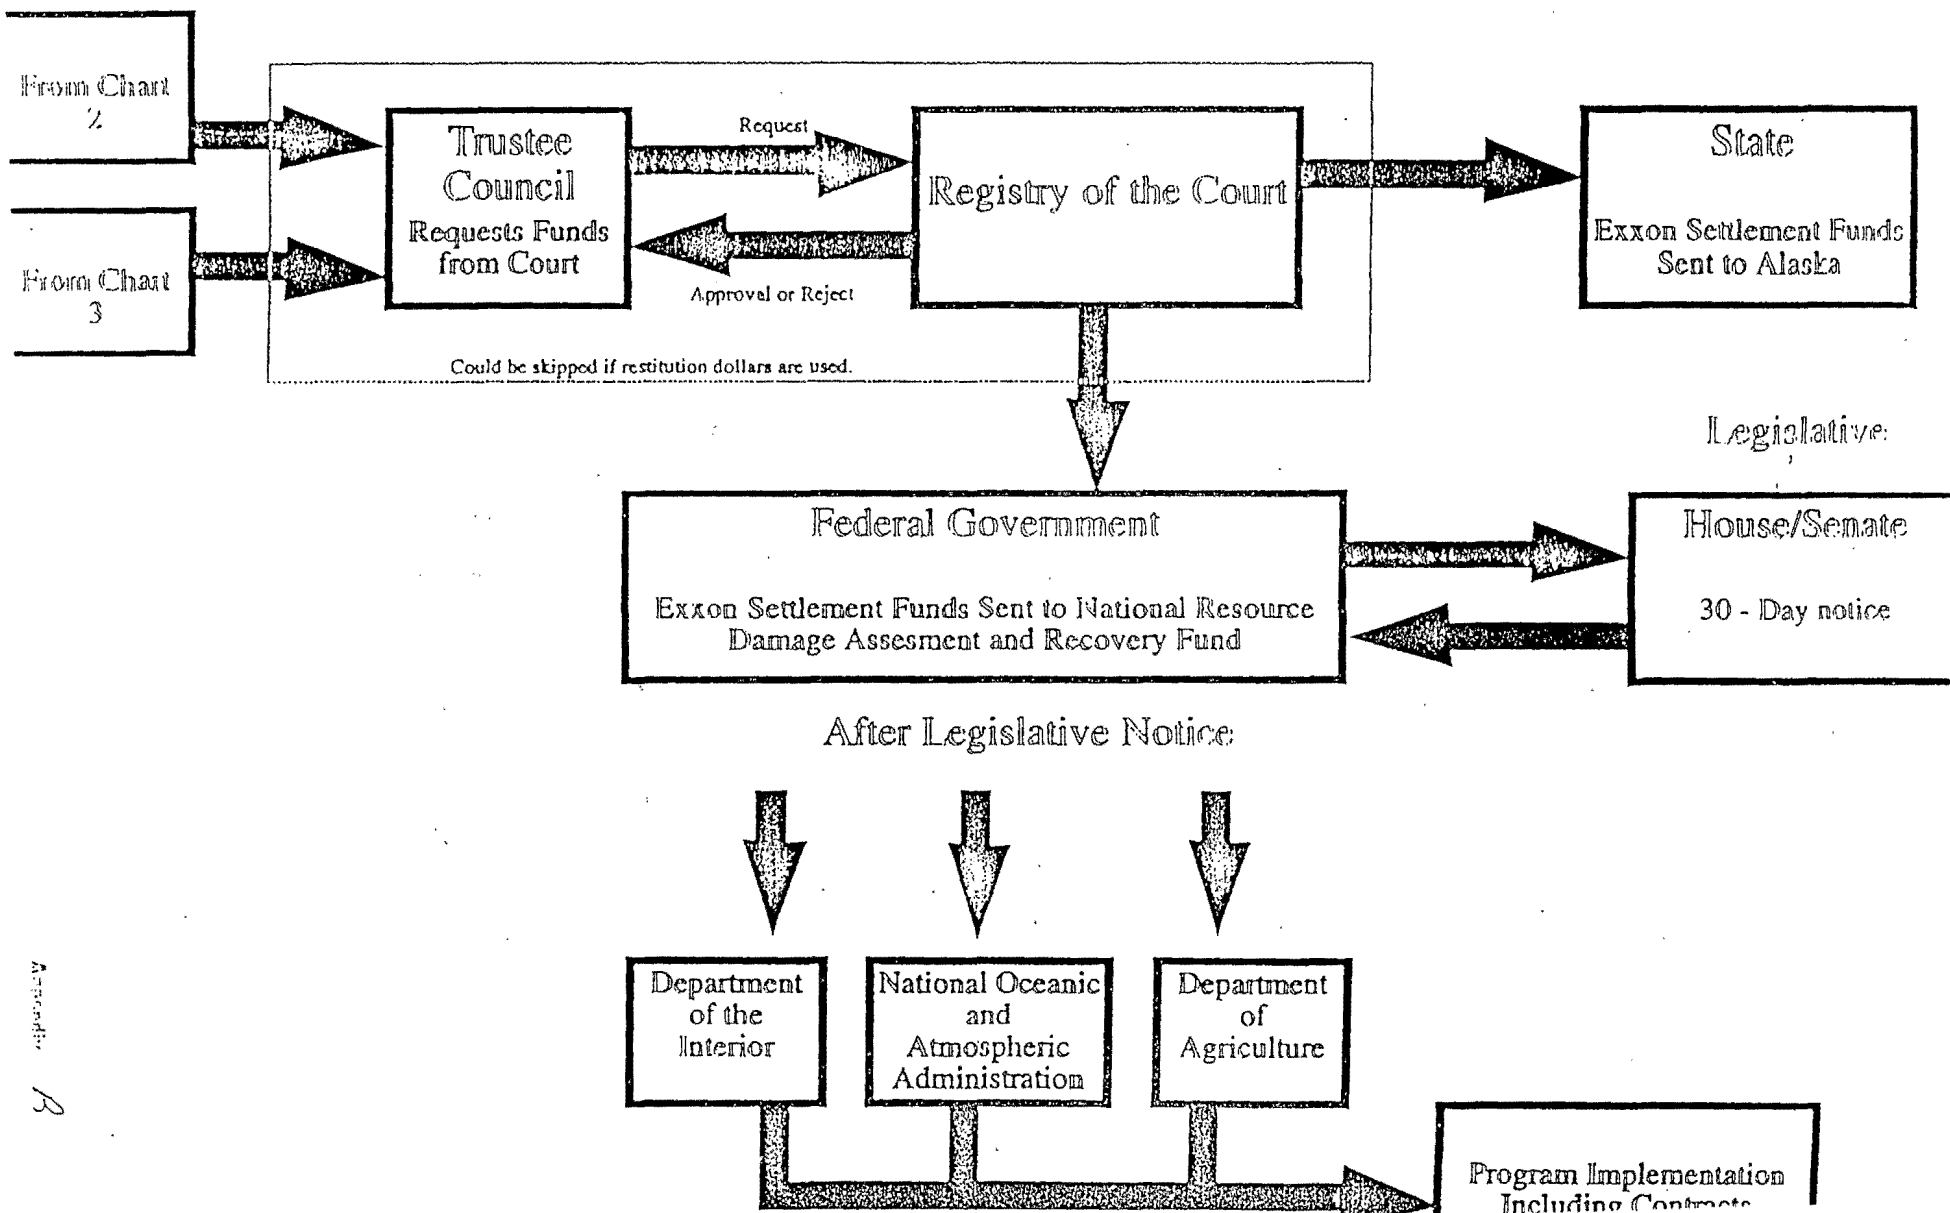 From Chart
2
From Chart
3
Trustee
Council
Requests Funds
from Court
Request
Approval or Reject
Registry of the Court
State
Exxon Settlement Funds
Sent to Alaska
Could be skipped if restitution dollars are used.
Legislative
Federal Government
Exxon Settlement Funds Sent to National Resource
Damage Assesment and Recovery Fund
House/Senate
30 - Day notice
After Legislative Notice
Department
of the
Interior
National Oceanic
and
Atmospheric
Administration
Department
of
Agriculture
Program Implementation
Including Contracts
Appendix B